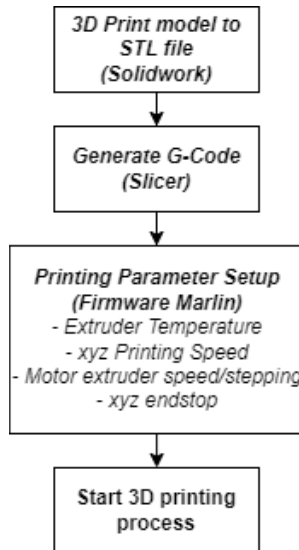 3D Print model to
STL file
(Solidwork)
Generate G-Code
(Slicer)
Printing Parameter Setup
(Firmware Marlin)
- Extruder Temperature
- xyz Printing Speed
- Motor extruder speed/stepping
- xyz endstop
Start 3D printing
process